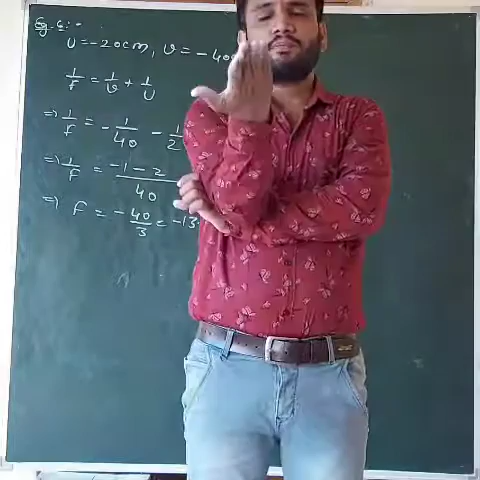 Eg. 6:-
u = -20cm, v = -40
1/f = 1/v + 1/u
⇒ 1/f = -1/40 - 1/2
⇒ 1/f = (-1-2)/40
⇒ f = -40/3 = -13.